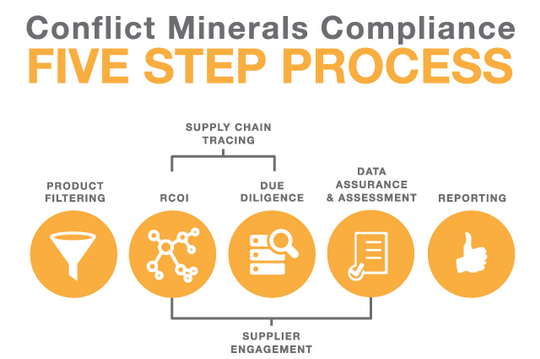 Conflict Minerals Compliance
FIVE STEP PROCESS
SUPPLY CHAIN
TRACING
PRODUCT
FILTERING
RCOI
DUE
DILIGENCE
DATA
ASSURANCE
& ASSESSMENT
REPORTING
SUPPLIER
ENGAGEMENT